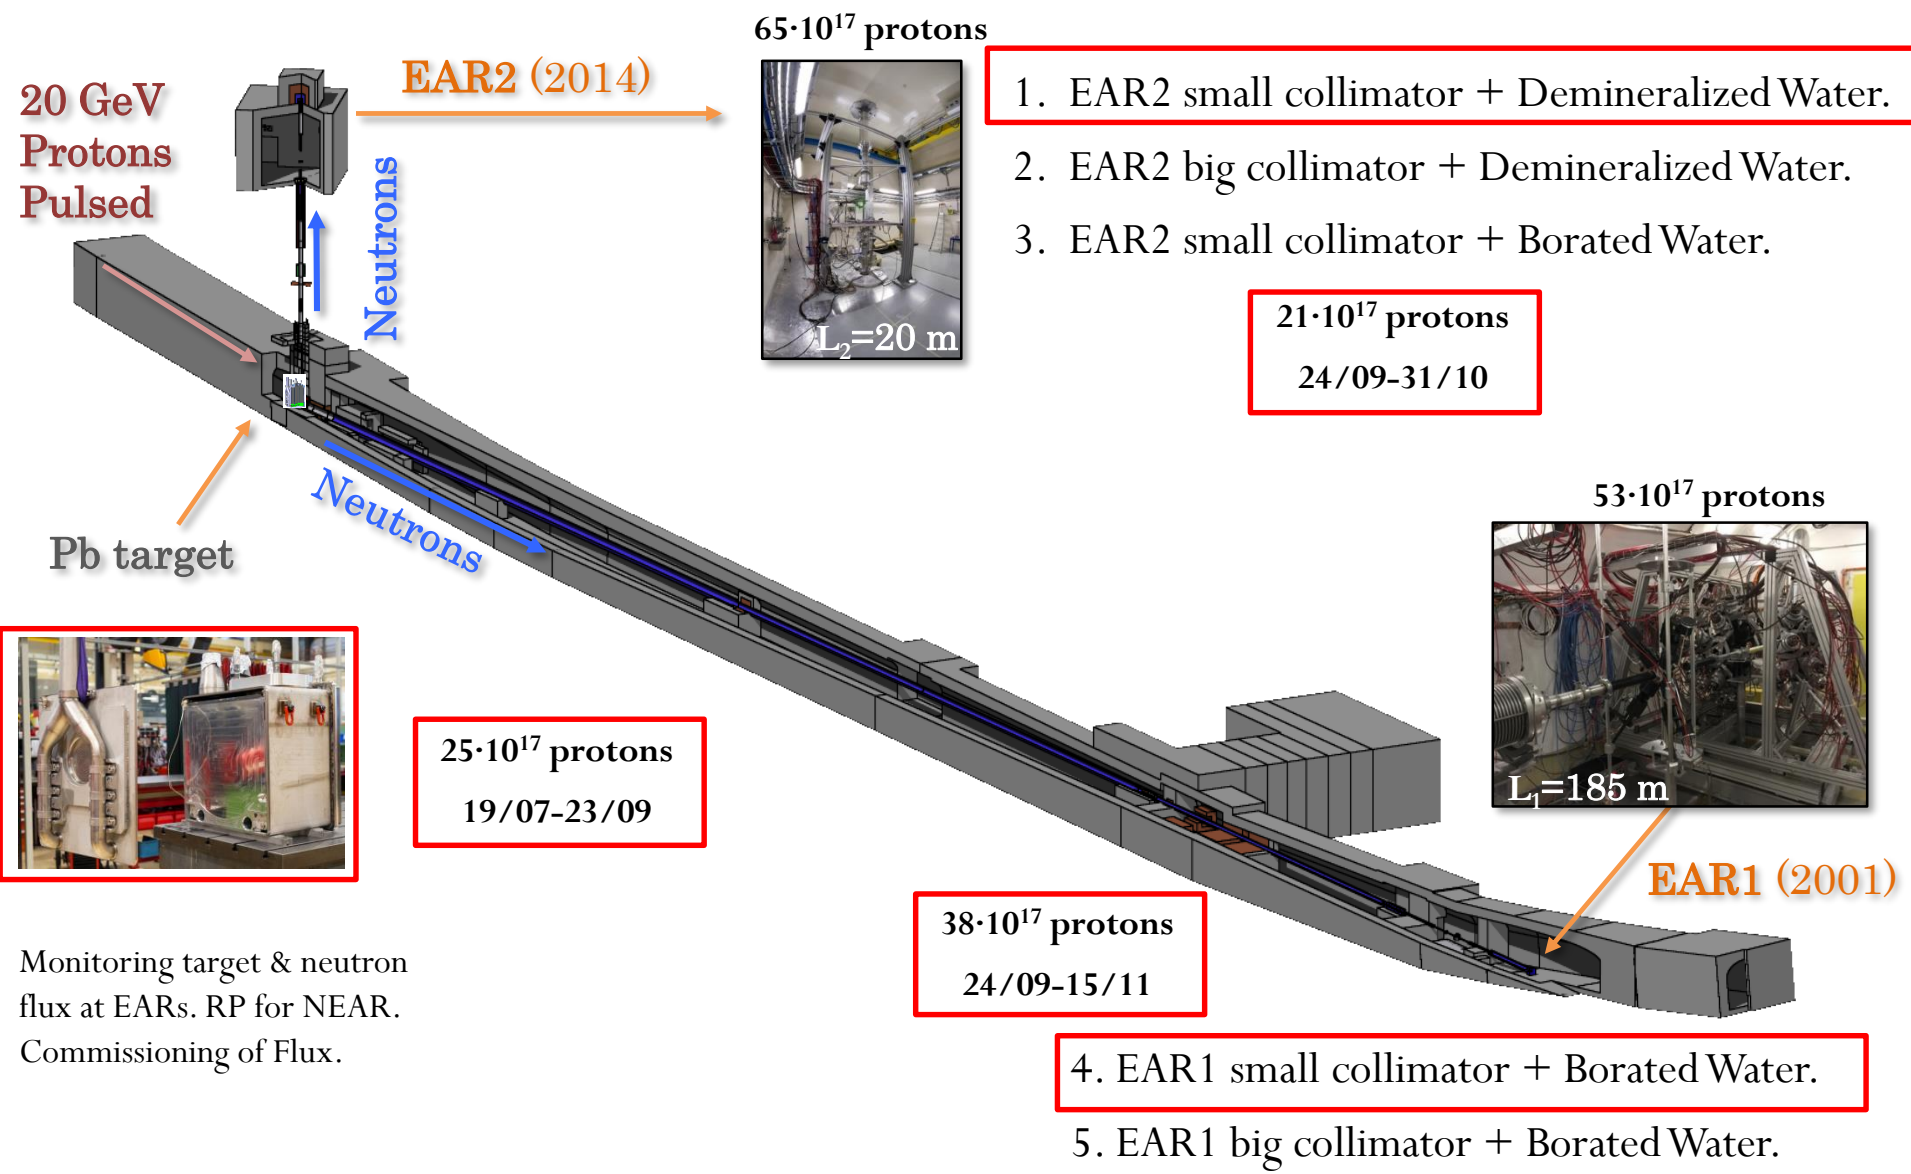 65·10¹⁷ protons
20 GeV
Protons
Pulsed
EAR2 (2014)
Neutrons
L₂=20 m
1. EAR2 small collimator + Demineralized Water.
2. EAR2 big collimator + Demineralized Water.
3. EAR2 small collimator + Borated Water.
21·10¹⁷ protons
24/09-31/10
Neutrons
Pb target
53·10¹⁷ protons
L₁=185 m
EAR1 (2001)
25·10¹⁷ protons
19/07-23/09
38·10¹⁷ protons
24/09-15/11
Monitoring target & neutron
flux at EARs. RP for NEAR.
Commissioning of Flux.
4. EAR1 small collimator + Borated Water.
5. EAR1 big collimator + Borated Water.